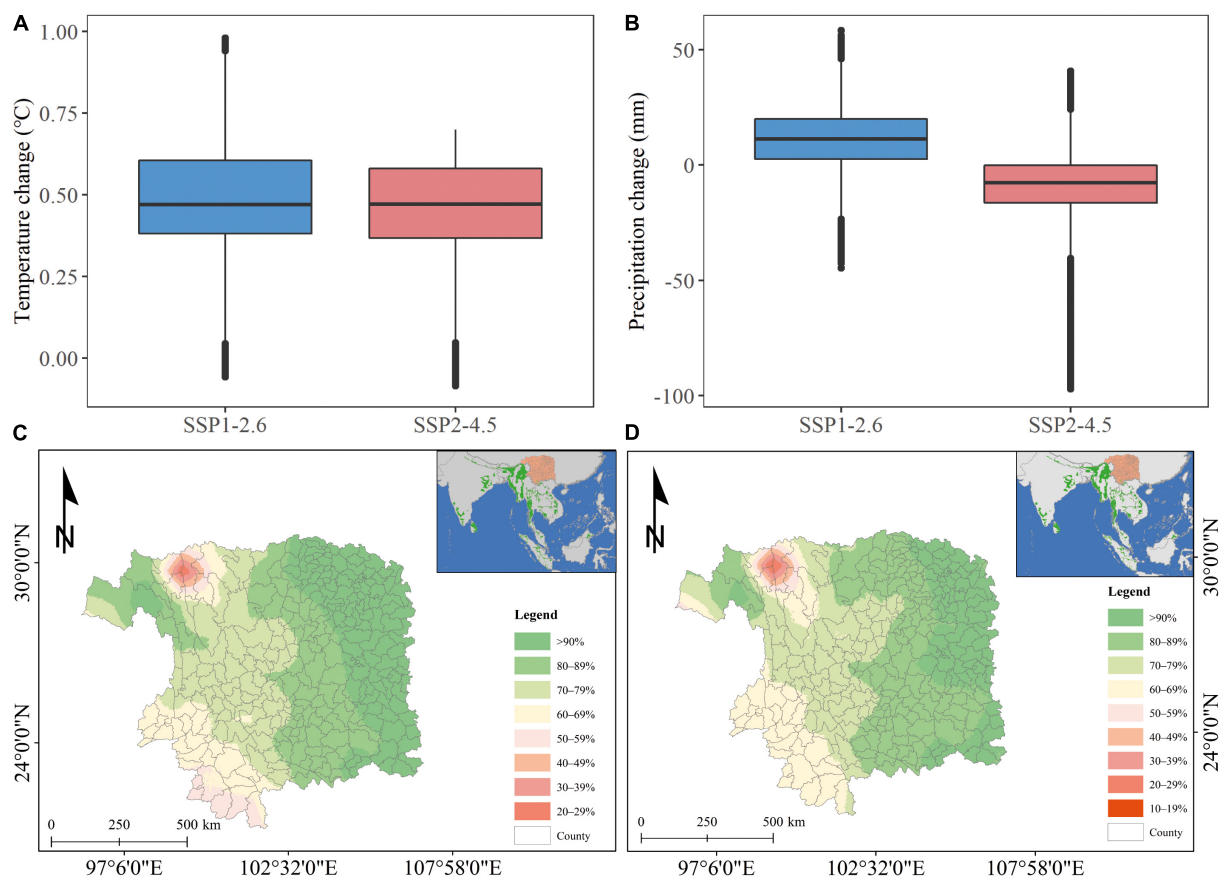 A
Temperature change (°C)
1.00
0.75
0.50
0.25
0.00
SSP1-2.6
SSP2-4.5
B
Precipitation change (mm)
50
0
-50
-100
SSP1-2.6
SSP2-4.5
C
N
30°0'0"N
24°0'0"N
Legend
>90%
80–89%
70–79%
60–69%
50–59%
40–49%
30–39%
20–29%
County
0 250 500 km
97°6'0"E
102°32'0"E
107°58'0"E
D
N
Legend
>90%
80–89%
70–79%
60–69%
50–59%
40–49%
30–39%
20–29%
10–19%
County
0 250 500 km
30°0'0"N
24°0'0"N
97°6'0"E
102°32'0"E
107°58'0"E